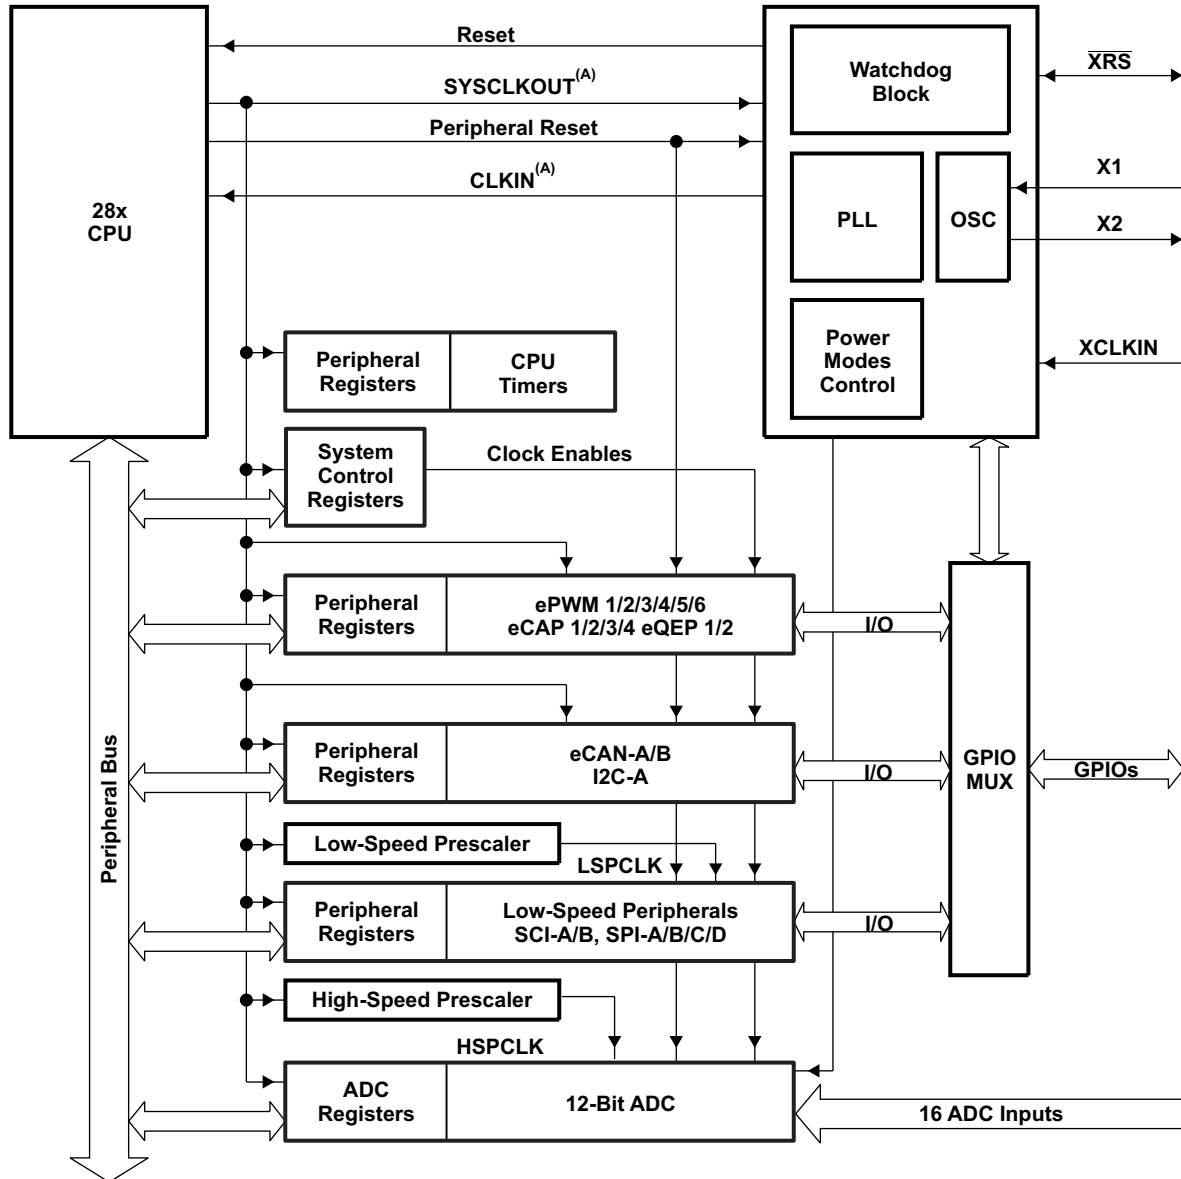 Reset
SYSCLKOUT(A)
Peripheral Reset
CLKIN(A)
28x
CPU
Watchdog
Block
PLL
OSC
Power
Modes
Control
XRS
X1
X2
XCLKIN
Peripheral
Registers
CPU
Timers
System
Control
Registers
Clock Enables
Peripheral
Registers
ePWM 1/2/3/4/5/6
eCAP 1/2/3/4 eQEP 1/2
I/O
Peripheral
Registers
eCAN-A/B
I2C-A
I/O
GPIO
MUX
GPIOs
Peripheral Bus
Low-Speed Prescaler
LSPCLK
Peripheral
Registers
Low-Speed Peripherals
SCI-A/B, SPI-A/B/C/D
I/O
High-Speed Prescaler
HSPCLK
ADC
Registers
12-Bit ADC
16 ADC Inputs